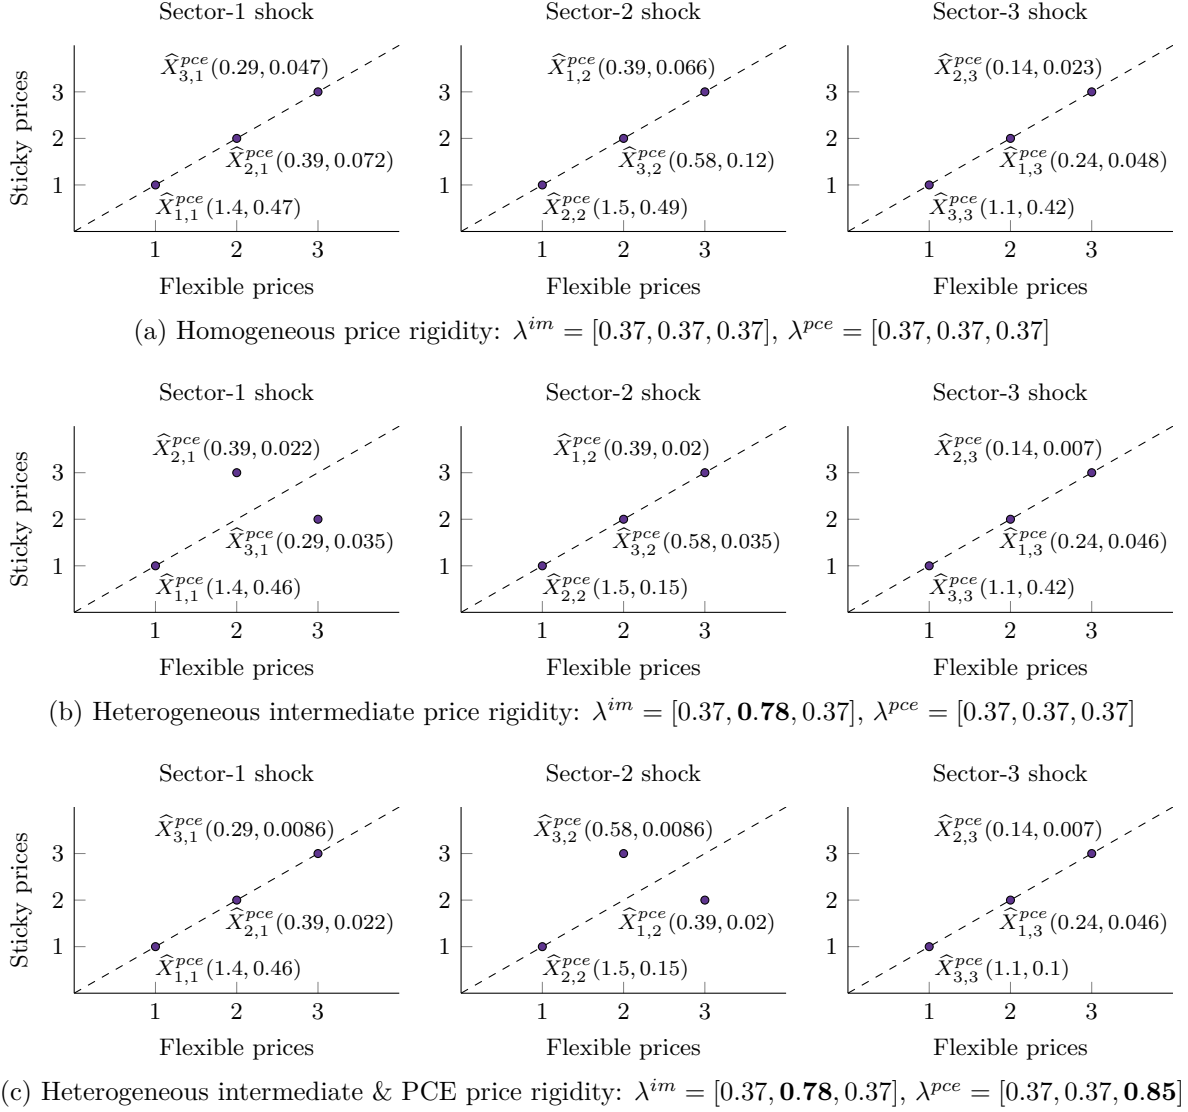 Sector-1 shock Sector-2 shock Sector-3 shock
Sticky prices
3
2
1
X̂^{pce}_{3,1}(0.29, 0.047)
X̂^{pce}_{2,1}(0.39, 0.072)
X̂^{pce}_{1,1}(1.4, 0.47)
1 2 3
Flexible prices
3
2
1
X̂^{pce}_{1,2}(0.39, 0.066)
X̂^{pce}_{3,2}(0.58, 0.12)
X̂^{pce}_{2,2}(1.5, 0.49)
1 2 3
Flexible prices
3
2
1
X̂^{pce}_{2,3}(0.14, 0.023)
X̂^{pce}_{1,3}(0.24, 0.048)
X̂^{pce}_{3,3}(1.1, 0.42)
1 2 3
Flexible prices
(a) Homogeneous price rigidity: λ^{im} = [0.37, 0.37, 0.37], λ^{pce} = [0.37, 0.37, 0.37]
Sector-1 shock Sector-2 shock Sector-3 shock
Sticky prices
3
2
1
X̂^{pce}_{2,1}(0.39, 0.022)
X̂^{pce}_{3,1}(0.29, 0.035)
X̂^{pce}_{1,1}(1.4, 0.46)
1 2 3
Flexible prices
3
2
1
X̂^{pce}_{1,2}(0.39, 0.02)
X̂^{pce}_{3,2}(0.58, 0.035)
X̂^{pce}_{2,2}(1.5, 0.15)
1 2 3
Flexible prices
3
2
1
X̂^{pce}_{2,3}(0.14, 0.007)
X̂^{pce}_{1,3}(0.24, 0.046)
X̂^{pce}_{3,3}(1.1, 0.42)
1 2 3
Flexible prices
(b) Heterogeneous intermediate price rigidity: λ^{im} = [0.37, 0.78, 0.37], λ^{pce} = [0.37, 0.37, 0.37]
Sector-1 shock Sector-2 shock Sector-3 shock
Sticky prices
3
2
1
X̂^{pce}_{3,1}(0.29, 0.0086)
X̂^{pce}_{2,1}(0.39, 0.022)
X̂^{pce}_{1,1}(1.4, 0.46)
1 2 3
Flexible prices
3
2
1
X̂^{pce}_{3,2}(0.58, 0.0086)
X̂^{pce}_{1,2}(0.39, 0.02)
X̂^{pce}_{2,2}(1.5, 0.15)
1 2 3
Flexible prices
3
2
1
X̂^{pce}_{2,3}(0.14, 0.007)
X̂^{pce}_{1,3}(0.24, 0.046)
X̂^{pce}_{3,3}(1.1, 0.1)
1 2 3
Flexible prices
(c) Heterogeneous intermediate & PCE price rigidity: λ^{im} = [0.37, 0.78, 0.37], λ^{pce} = [0.37, 0.37, 0.85]